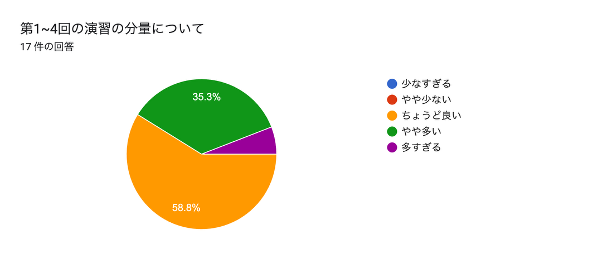 第1~4回の演習の分量について
17 件の回答
35.3%
58.8%
少なすぎる
やや少ない
ちょうど良い
やや多い
多すぎる